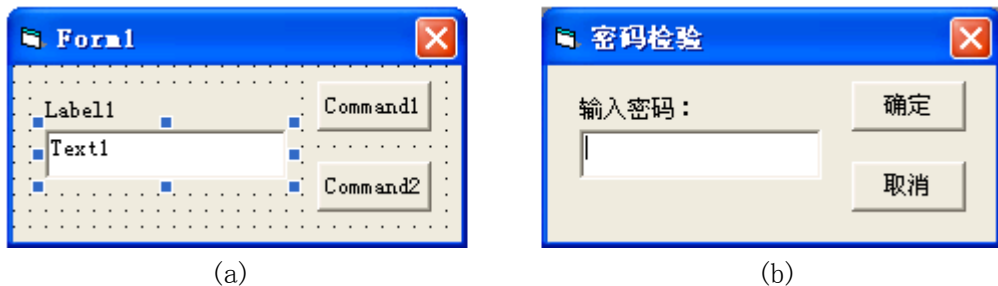 Form1
Label1
Text1
Command1
Command2
(a)
密码检验
输入密码：
确定
取消
(b)